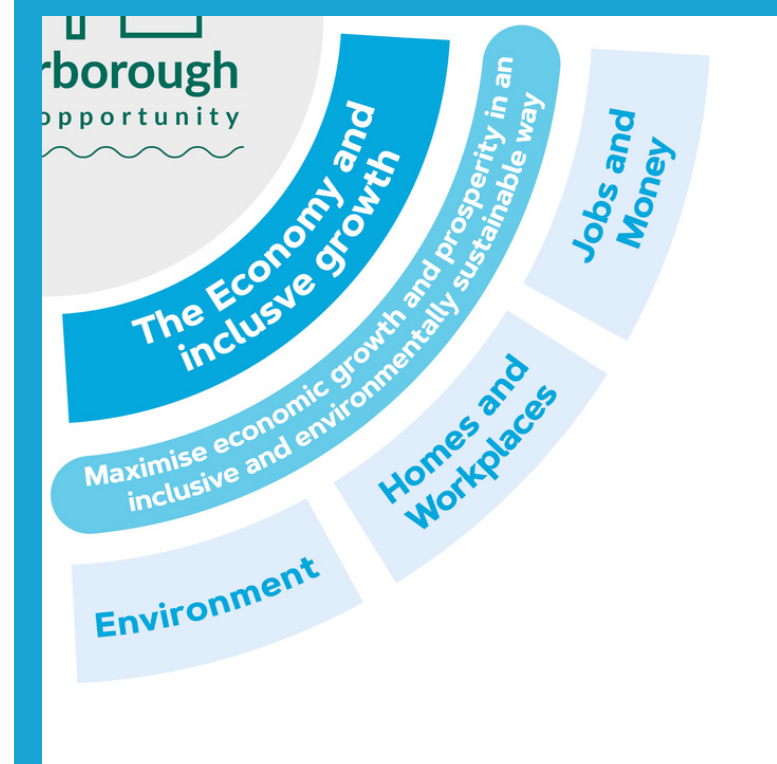 rborough
opportunity
The Economy and
inclusve growth
Maximise economic growth and prosperity in an
inclusive and environmentally sustainable way
Jobs and
Money
Homes and
Workplaces
Environment